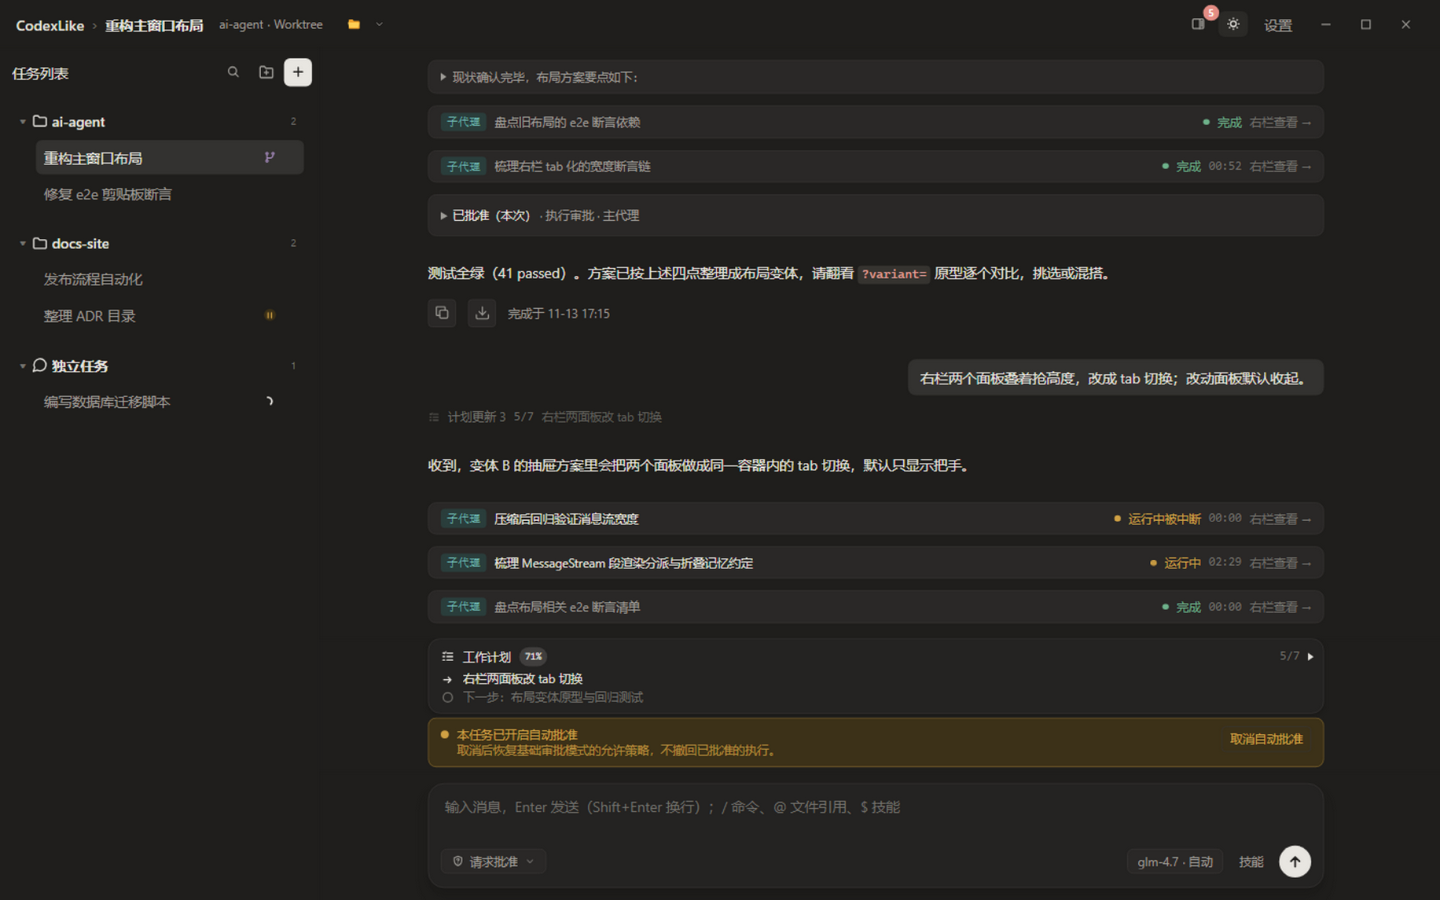 CodexLike › 重构主窗口布局 ai-agent · Worktree
5
设置
任务列表
ai-agent 2
重构主窗口布局
修复 e2e 剪贴板断言
docs-site 2
发布流程自动化
整理 ADR 目录
独立任务 1
编写数据库迁移脚本
现状确认完毕，布局方案要点如下：
子代理 盘点旧布局的 e2e 断言依赖 完成 右栏查看 →
子代理 梳理右栏 tab 化的宽度断言链 完成 00:52 右栏查看 →
已批准（本次） · 执行审批 · 主代理
测试全绿（41 passed）。方案已按上述四点整理成布局变体，请翻看 ?variant= 原型逐个对比，挑选或混搭。
完成于 11-13 17:15
右栏两个面板叠着抢高度，改成 tab 切换；改动面板默认收起。
计划更新 3 5/7 右栏两面板改 tab 切换
收到，变体 B 的抽屉方案里会把两个面板做成同一容器内的 tab 切换，默认只显示把手。
子代理 压缩后回归验证消息流宽度 运行中被中断 00:00 右栏查看 →
子代理 梳理 MessageStream 段渲染分派与折叠记忆约定 运行中 02:29 右栏查看 →
子代理 盘点布局相关 e2e 断言清单 完成 00:00 右栏查看 →
工作计划 71% 5/7
→ 右栏两面板改 tab 切换
下一步：布局变体原型与回归测试
本任务已开启自动批准
取消后恢复基础审批模式的允许策略，不撤回已批准的执行。
取消自动批准
输入消息，Enter 发送（Shift+Enter 换行）；/ 命令、@ 文件引用、$ 技能
请求批准
glm-4.7 · 自动 技能